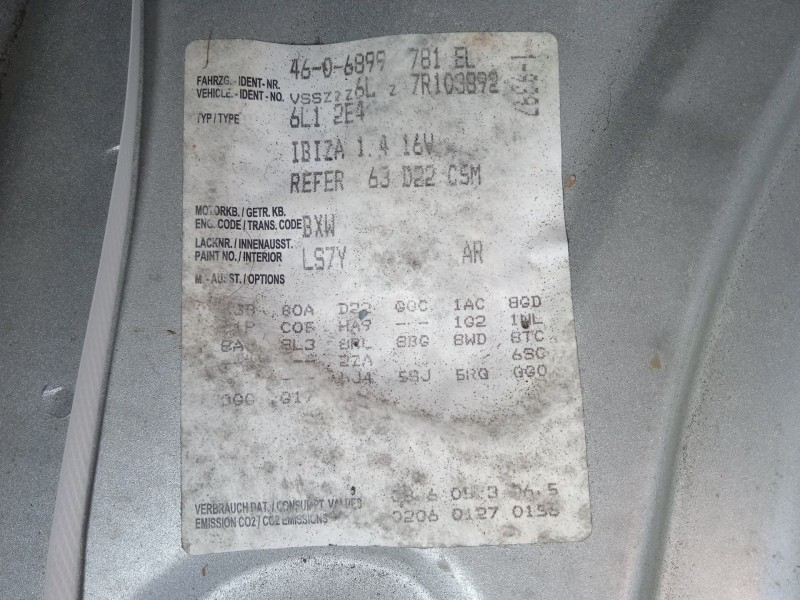 46-0-6899 781 EL
FAHRZG.-IDENT-NR.
VEHICLE.-IDENT-NO. VSSZZZ6L Z 7R103892
TYP/TYPE 6L1 2E4
IBIZA 1.4 16V
REFER 63 D22 CSM
MOTORKB./GETR.KB.
ENG.CODE/TRANS.CODE BXW
LACKNR./INNENAUSST.
PAINT NO./INTERIOR LS7Y AR
M.-AUSST./OPTIONS
80A 1AC 8GD
HA9 -- 1G2
8L3 8RL 8BG 8WD 8TC
-- 2ZA 6SC
-- 5SJ 5RQ
VERBRAUCH DAT./CONSUMPT. VALUES
EMISSION CO2/CO2 EMISSIONS 0206 0127 0156